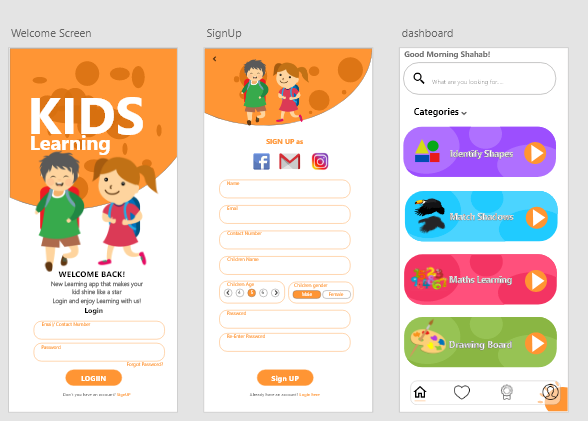 Welcome Screen
KIDS
Learning
WELCOME BACK!
New Learning app that makes your
kid shine like a star
Login and enjoy Learning with us!
Login
Email/ Contact Number
Password
Forgot Password?
LOGIN
Don't you have an account? SignUP
SignUp
SIGN UP as
Name
Email
Contact Number
Children Name
Children Age
Children gender
Male
Female
Password
Re-Enter Password
Sign UP
Already have an account? Login here
dashboard
Good Morning Shahab!
What are you looking for...
Categories
Identify Shapes
Match Shadows
Maths Learning
Drawing Board